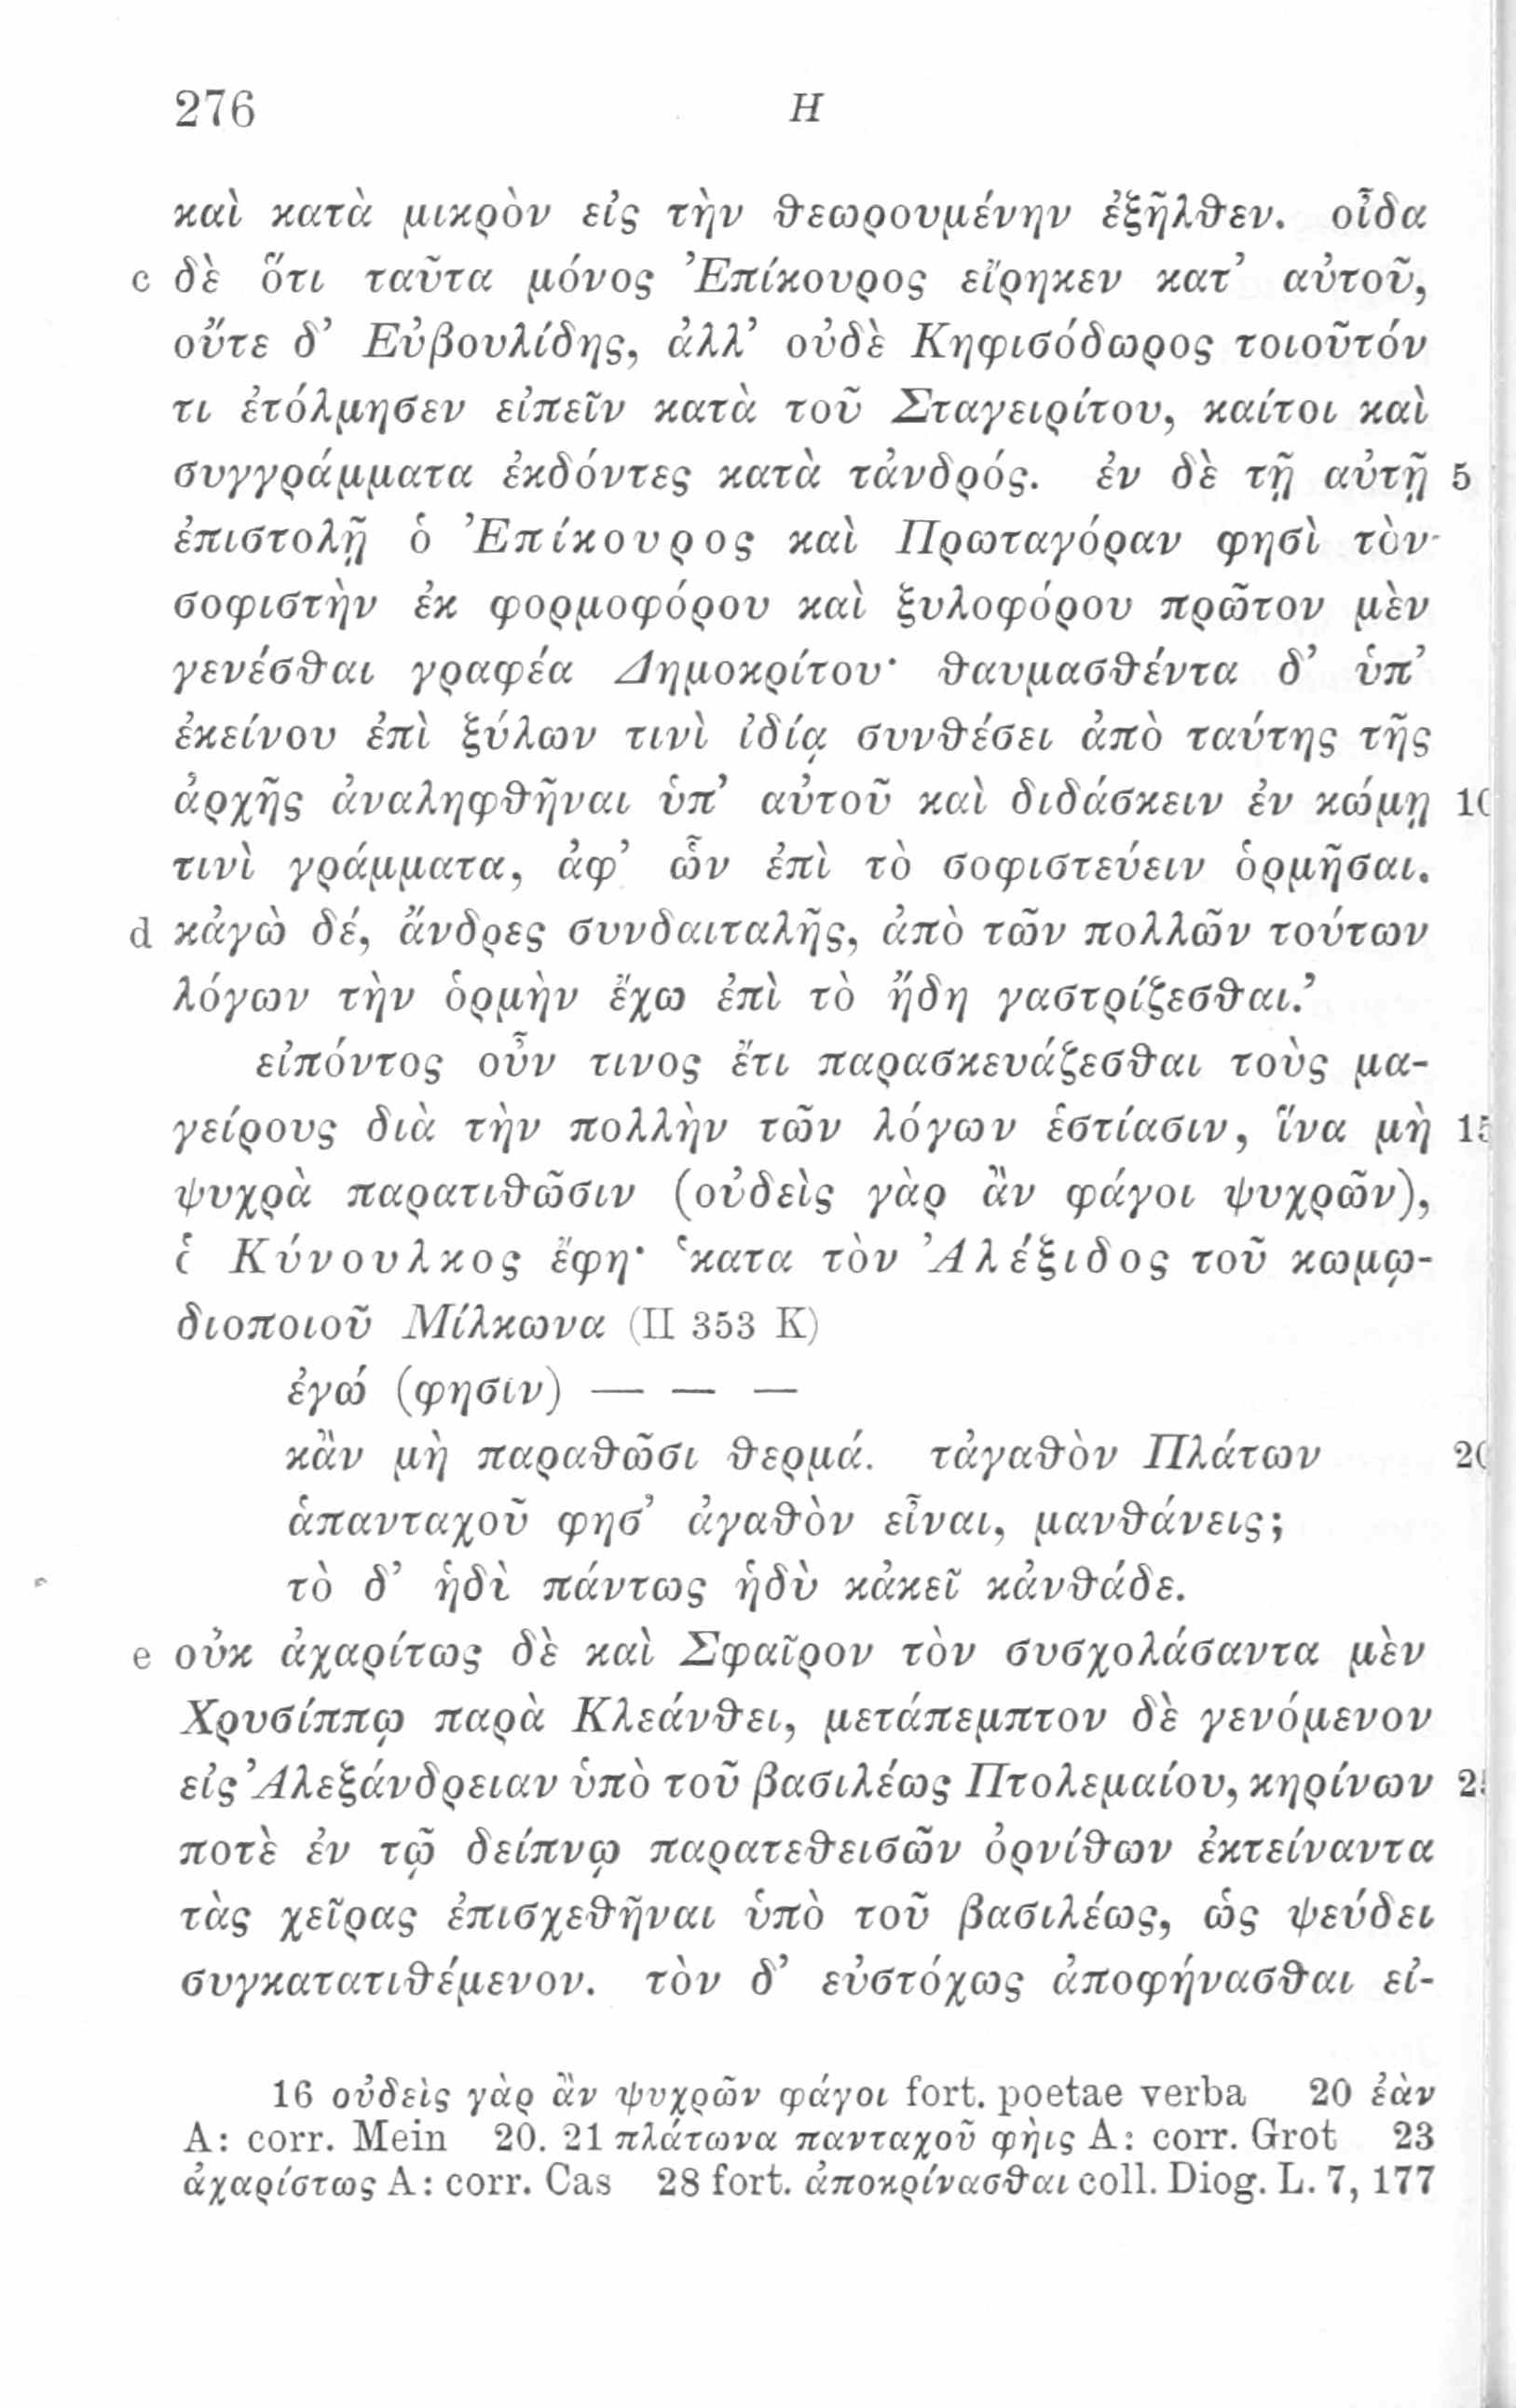 276 H
καὶ κατὰ μικρὸν εἰς τὴν θεωρουμένην ἐξῆλθεν. οἶδα
c δὲ ὅτι ταῦτα μόνος Ἐπίκουρος εἴρηκεν κατ’ αὐτοῦ,
οὔτε δ’ Εὐβουλίδης, ἀλλ’ οὐδὲ Κηφισόδωρος τοιοῦτόν
τι ἐτόλμησεν εἰπεῖν κατὰ τοῦ Σταγειρίτου, καίτοι καὶ
συγγράμματα ἐκδόντες κατὰ τἀνδρός. ἐν δὲ τῇ αὐτῇ 5
ἐπιστολῇ ὁ Ἐπίκουρος καὶ Πρωταγόραν φησὶ τὸν
σοφιστὴν ἐκ φορμοφόρου καὶ ξυλοφόρου πρῶτον μὲν
γενέσθαι γραφέα Δημοκρίτου· θαυμασθέντα δ’ ὑπ’
ἐκείνου ἐπὶ ξύλων τινὶ ἰδίᾳ συνθέσει ἀπὸ ταύτης τῆς
ἀρχῆς ἀναληφθῆναι ὑπ’ αὐτοῦ καὶ διδάσκειν ἐν κώμῃ 10
τινὶ γράμματα, ἀφ’ ὧν ἐπὶ τὸ σοφιστεύειν ὁρμῆσαι.
d κἀγὼ δέ, ἄνδρες συνδαιταλῆς, ἀπὸ τῶν πολλῶν τούτων
λόγων τὴν ὁρμὴν ἔχω ἐπὶ τὸ ἤδη γαστρίζεσθαι.’
εἰπόντος οὖν τινος ἔτι παρασκευάζεσθαι τοὺς μα-
γείρους διὰ τὴν πολλὴν τῶν λόγων ἑστίασιν, ἵνα μὴ 15
ψυχρὰ παρατιθῶσιν (οὐδεὶς γὰρ ἂν φάγοι ψυχρῶν),
ὁ Κύνουλκος ἔφη· ‘κατα τὸν Ἀλέξιδος τοῦ κωμῳ-
διοποιοῦ Μίλκωνα (II 353 K)
ἐγώ (φησιν) — — —
κἂν μὴ παραθῶσι θερμά. τἀγαθὸν Πλάτων 20
ἁπανταχοῦ φησ’ ἀγαθὸν εἶναι, μανθάνεις;
τὸ δ’ ἡδὺ πάντως ἡδὺ κἀκεῖ κἀνθάδε.
e οὐκ ἀχαρίτως δὲ καὶ Σφαῖρον τὸν συσχολάσαντα μὲν
Χρυσίππῳ παρὰ Κλεάνθει, μετάπεμπτον δὲ γενόμενον
εἰς Ἀλεξάνδρειαν ὑπὸ τοῦ βασιλέως Πτολεμαίου, κηρίνων 25
ποτὲ ἐν τῷ δείπνῳ παρατεθεισῶν ὀρνίθων ἐκτείναντα
τὰς χεῖρας ἐπισχεθῆναι ὑπὸ τοῦ βασιλέως, ὡς ψεύδει
συγκατατιθέμενον. τὸν δ’ εὐστόχως ἀποφήνασθαι εἰ-
16 οὐδεὶς γὰρ ἂν ψυχρῶν φάγοι fort. poetae verba 20 ἐὰν
A: corr. Mein 20. 21 πλάτωνα πανταχοῦ φῂις A: corr. Grot 23
ἀχαρίστως A: corr. Cas 28 fort. ἀποκρίνασθαι coll. Diog. L. 7, 177